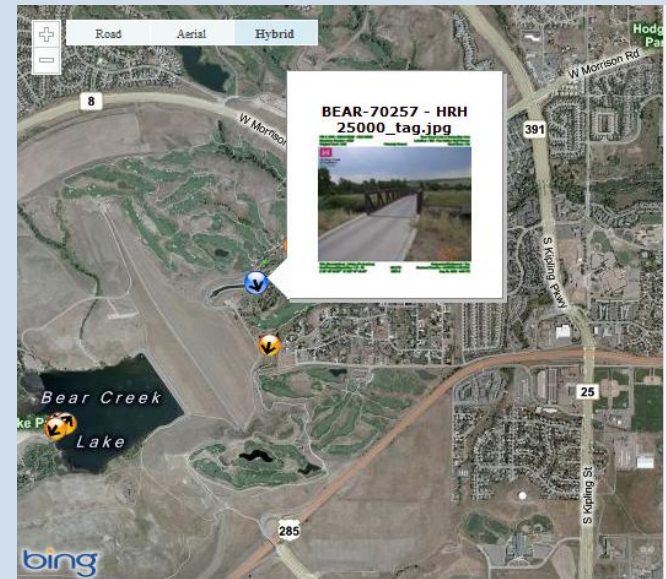 Road
Aerial
Hybrid
Hodg
Pa
W Morrison Rd
8
W Morrison
391
BEAR-70257 - HRH
25000_tag.jpg
S Kipling Pkwy
25
Bear Creek
ke P
Lake
S Kipling St
285
bing